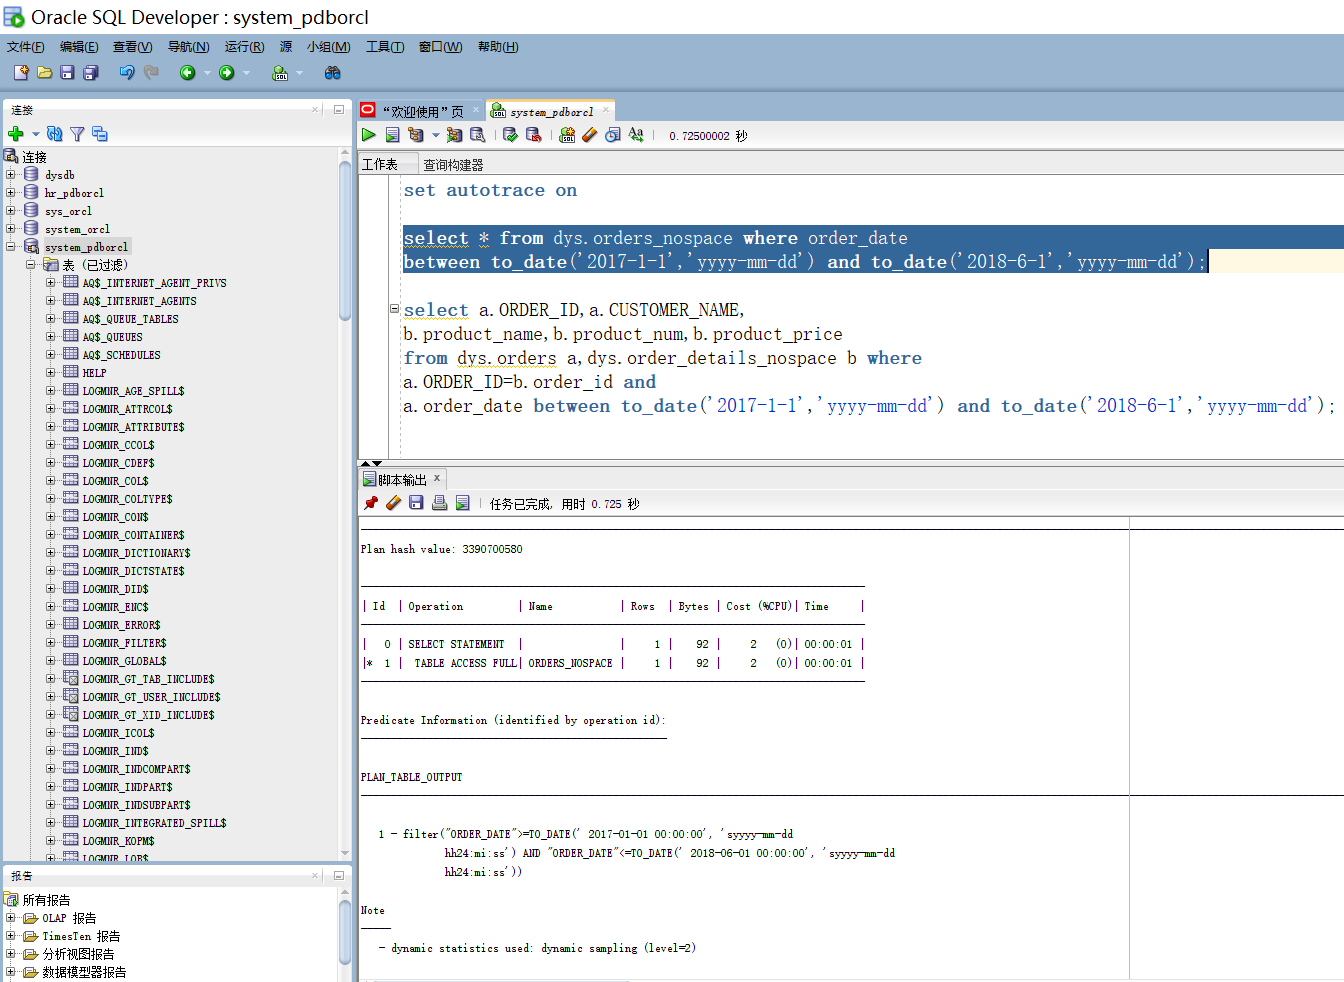 Oracle SQL Developer : system_pdborcl
文件(F) 编辑(E) 查看(V) 导航(N) 运行(R) 源 小组(M) 工具(T) 窗口(W) 帮助(H)
连接
连接
dysdb
hr_pdborcl
sys_orcl
system_orcl
system_pdborcl
表 (已过滤)
AQ$_INTERNET_AGENT_PRIVS
AQ$_INTERNET_AGENTS
AQ$_QUEUE_TABLES
AQ$_QUEUES
AQ$_SCHEDULES
HELP
LOGMNR_AGE_SPILL$
LOGMNR_ATTRCOL$
LOGMNR_ATTRIBUTE$
LOGMNR_CCOL$
LOGMNR_CDEF$
LOGMNR_COL$
LOGMNR_COLTYPE$
LOGMNR_CON$
LOGMNR_CONTAINER$
LOGMNR_DICTIONARY$
LOGMNR_DICTSTATE$
LOGMNR_DID$
LOGMNR_ENC$
LOGMNR_ERROR$
LOGMNR_FILTER$
LOGMNR_GLOBAL$
LOGMNR_GT_TAB_INCLUDE$
LOGMNR_GT_USER_INCLUDE$
LOGMNR_GT_XID_INCLUDE$
LOGMNR_ICOL$
LOGMNR_IND$
LOGMNR_INDCOMPART$
LOGMNR_INDPART$
LOGMNR_INDSUBPART$
LOGMNR_INTEGRATED_SPILL$
LOGMNR_KOPM$
LOGMNR_LOB$
报告
所有报告
OLAP 报告
TimesTen 报告
分析视图报告
数据模型器报告
“欢迎使用”页 system_pdborcl
0.72500002 秒
工作表 查询构建器
set autotrace on
select * from dys.orders_nospace where order_date
between to_date('2017-1-1','yyyy-mm-dd') and to_date('2018-6-1','yyyy-mm-dd');
select a.ORDER_ID,a.CUSTOMER_NAME,
b.product_name,b.product_num,b.product_price
from dys.orders a,dys.order_details_nospace b where
a.ORDER_ID=b.order_id and
a.order_date between to_date('2017-1-1','yyyy-mm-dd') and to_date('2018-6-1','yyyy-mm-dd');
脚本输出
任务已完成, 用时 0.725 秒
Plan hash value: 3390700580
| Id | Operation | Name | Rows | Bytes | Cost (%CPU)| Time |
| 0 | SELECT STATEMENT | | 1 | 92 | 2 (0)| 00:00:01 |
|* 1 | TABLE ACCESS FULL| ORDERS_NOSPACE | 1 | 92 | 2 (0)| 00:00:01 |
Predicate Information (identified by operation id):
PLAN_TABLE_OUTPUT
1 - filter("ORDER_DATE">=TO_DATE(' 2017-01-01 00:00:00', 'syyyy-mm-dd
hh24:mi:ss') AND "ORDER_DATE"<=TO_DATE(' 2018-06-01 00:00:00', 'syyyy-mm-dd
hh24:mi:ss'))
Note
-----
- dynamic statistics used: dynamic sampling (level=2)